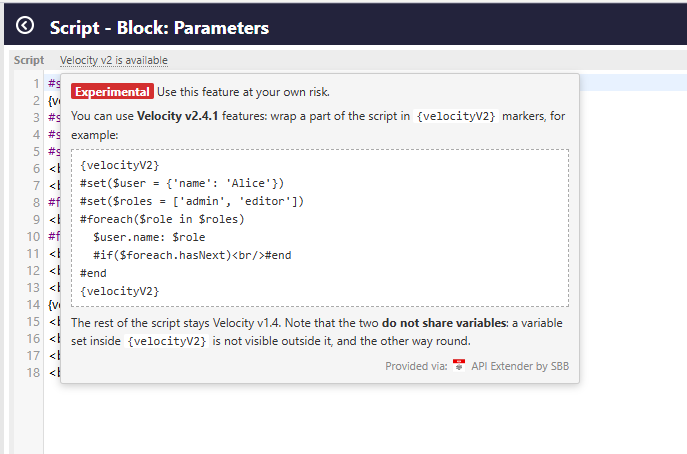 Script - Block: Parameters
Script Velocity v2 is available
1 #s
2 {v
3 #s
4 #s
5 #s
6 <b
7 <b
8 #f
9 <b
10 #f
11 <b
12 <b
13 <b
14 {v
15 <b
16 <b
17 <b
18 <b
Experimental Use this feature at your own risk.
You can use Velocity v2.4.1 features: wrap a part of the script in {velocityV2} markers, for
example:
{velocityV2}
#set($user = {'name': 'Alice'})
#set($roles = ['admin', 'editor'])
#foreach($role in $roles)
  $user.name: $role
  #if($foreach.hasNext)<br/>#end
#end
{velocityV2}
The rest of the script stays Velocity v1.4. Note that the two do not share variables: a variable
set inside {velocityV2} is not visible outside it, and the other way round.
Provided via: API Extender by SBB